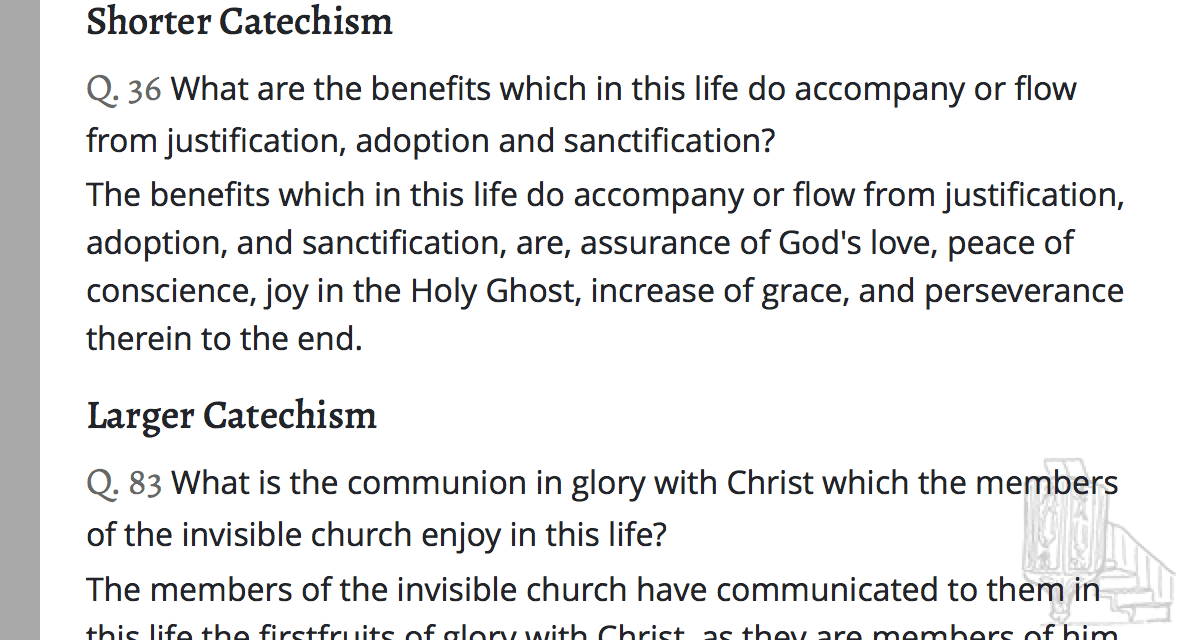 Shorter Catechism
Q. 36 What are the benefits which in this life do accompany or flow
from justification, adoption and sanctification?
The benefits which in this life do accompany or flow from justification,
adoption, and sanctification, are, assurance of God's love, peace of
conscience, joy in the Holy Ghost, increase of grace, and perseverance
therein to the end.
Larger Catechism
Q. 83 What is the communion in glory with Christ which the members
of the invisible church enjoy in this life?
The members of the invisible church have communicated to them in
this life the firstfruits of glory with Christ, as they are members of him